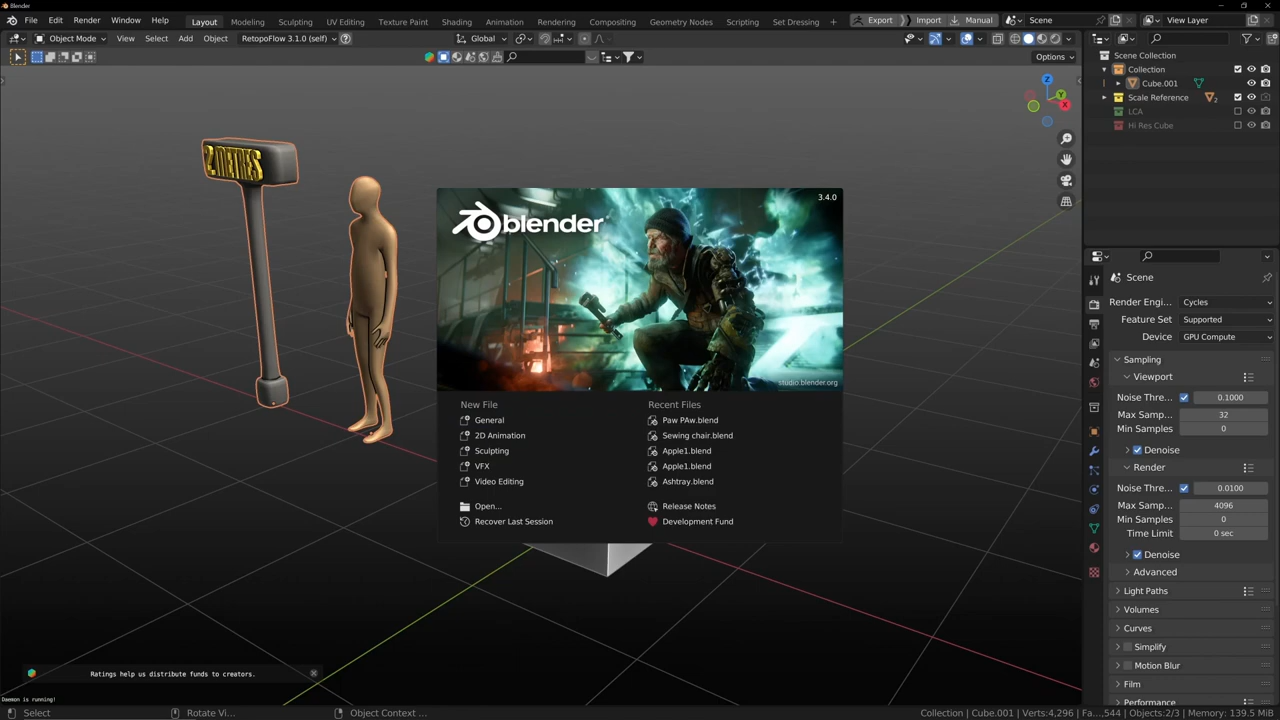 Blender
File Edit Render Window Help Layout Modeling Sculpting UV Editing Texture Paint Shading Animation Rendering Compositing Geometry Nodes Scripting Set Dressing + Export Import Manual Scene View Layer
Object Mode View Select Add Object RetopoFlow 3.1.0 (self) Global
Options
Scene Collection
Collection
Cube.001
Scale Reference 2
LCA
Hi Res Cube
Z
Y
X
2 METRES
blender
3.4.0
studio.blender.org
New File
General
2D Animation
Sculpting
VFX
Video Editing
Open...
Recover Last Session
Recent Files
Paw PAw.blend
Sewing chair.blend
Apple1.blend
Apple1.blend
Ashtray.blend
Release Notes
Development Fund
Scene
Render Engi... Cycles
Feature Set Supported
Device GPU Compute
Sampling
Viewport
Noise Thre... 0.1000
Max Samp... 32
Min Samples 0
Denoise
Render
Noise Thre... 0.0100
Max Samp... 4096
Min Samples 0
Time Limit 0 sec
Denoise
Advanced
Light Paths
Volumes
Curves
Simplify
Motion Blur
Film
Performance
Ratings help us distribute funds to creators.
Daemon is running!
Select Rotate Vi... Object Context ... Collection | Cube.001 | Verts:4,296 | Fa...,544 | Objects:2/3 | Memory: 139.5 MiB